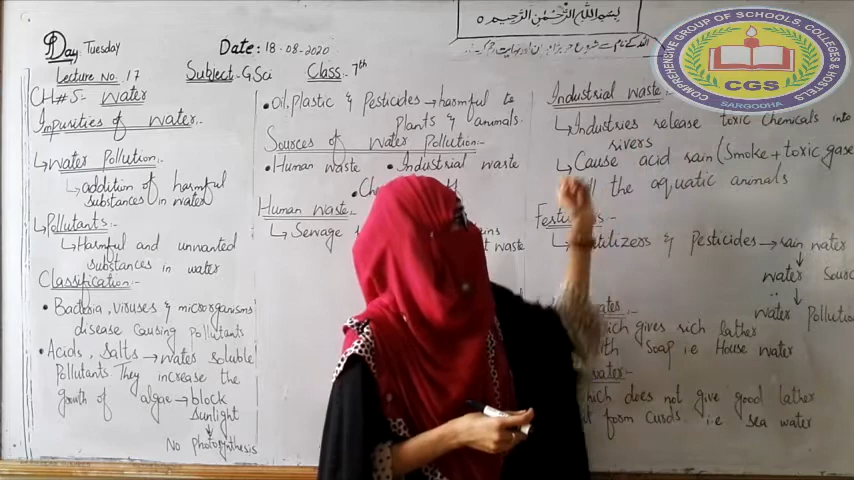 بسم اللہ الرحمٰن الرحیم
Day Tuesday
Date:- 18-08-2020
Lecture No. 17
Subject:- G.Sci
Class:- 7th
CH#5- Water
Impurities of water:-
↳ Water Pollution:-
↳ addition of harmful
substances in water
↳ Pollutants:-
↳ Harmful and unwanted
substances in water
Classification:-
• Bacteria, viruses & microorganisms
disease causing Pollutants
• Acids, Salts → water soluble
Pollutants They increase the
growth of algae → block
sunlight
↓
No photosynthesis
• Oil, Plastic & Pesticides → harmful to
plants & animals.
Sources of Water Pollution:-
• Human waste • Industrial waste
Human waste:-
↳ Sewage
waste
Industrial waste:-
↳ Industries release toxic chemicals into
rivers
↳ Cause acid rain (Smoke + toxic gase
the aquatic animals
& Pesticides → rain water
↓
water Sourc
↓
water Pollution
which gives rich lather
with Soap i.e House water
water:-
which does not give good lather
form curds. i.e sea water
COMPREHENSIVE GROUP OF SCHOOLS, COLLEGES & HOSTELS
CGS
SARGODHA